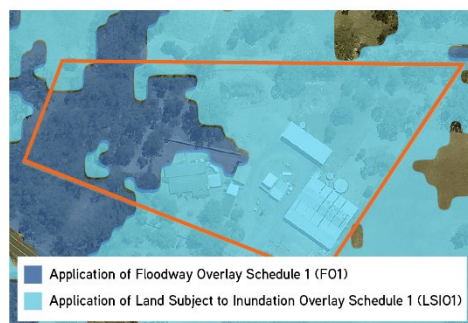 Application of Floodway Overlay Schedule 1 (FO1)
Application of Land Subject to Inundation Overlay Schedule 1 (LSIO1)